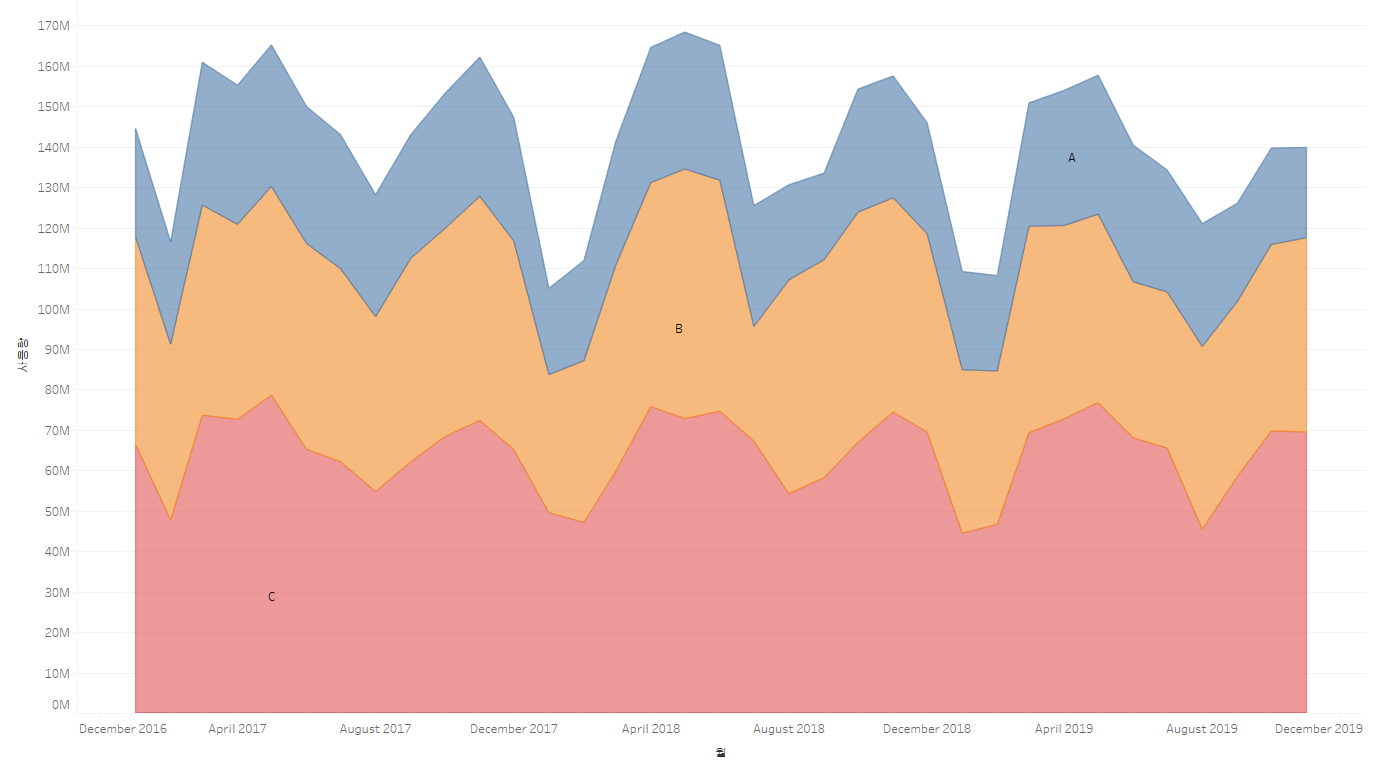 170M
160M
150M
140M
130M
120M
110M
100M
90M
80M
70M
60M
50M
40M
30M
20M
10M
0M
사용량
A
B
C
December 2016
April 2017
August 2017
December 2017
April 2018
August 2018
December 2018
April 2019
August 2019
December 2019
월